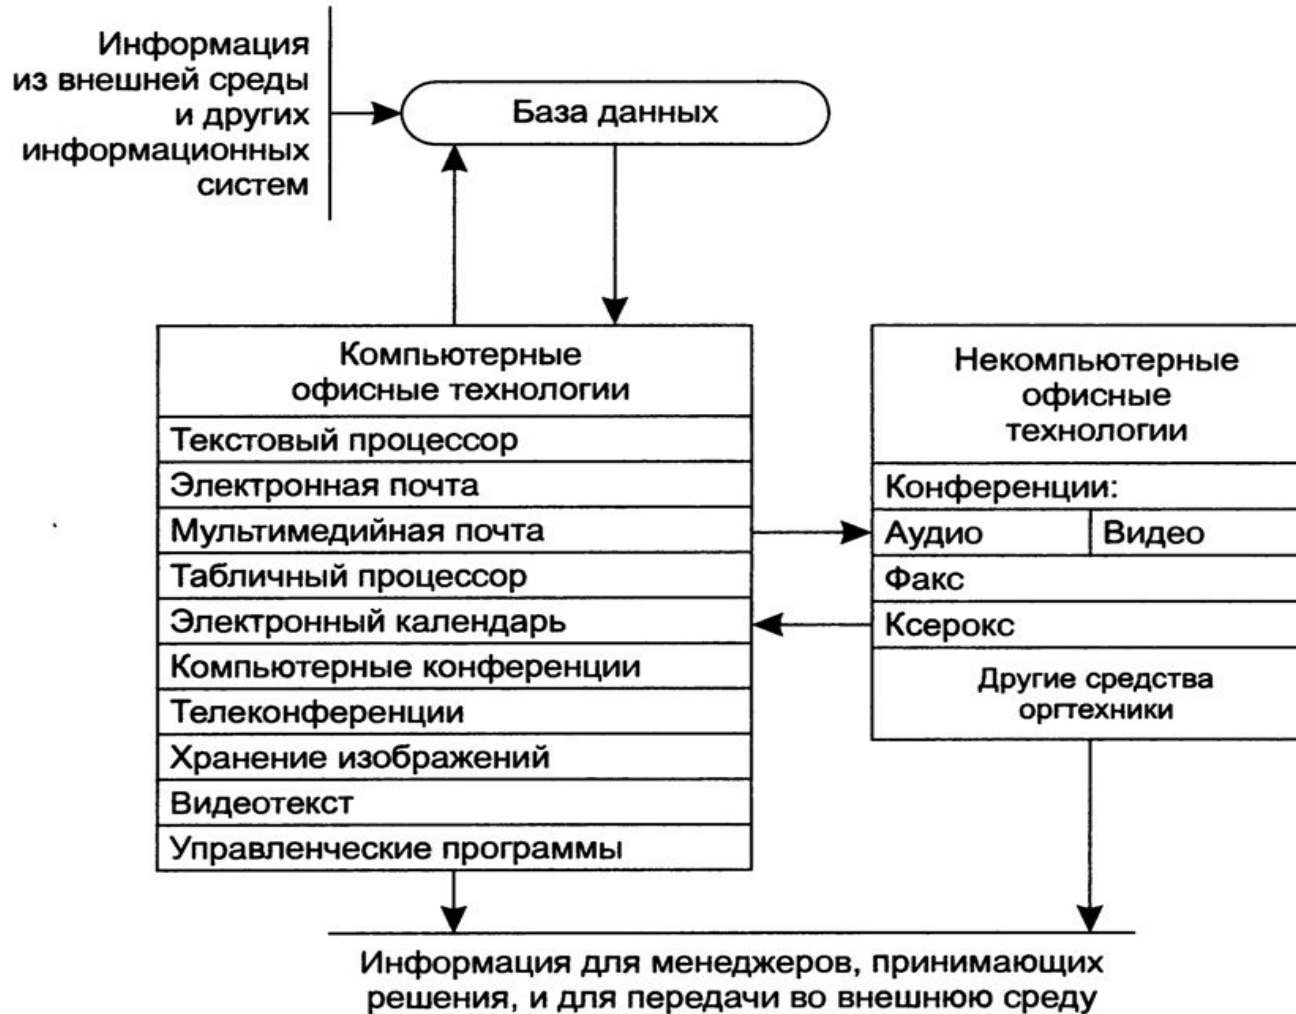 Информация
из внешней среды
и других
информационных
систем
База данных
Компьютерные
офисные технологии
Текстовый процессор
Электронная почта
Мультимедийная почта
Табличный процессор
Электронный календарь
Компьютерные конференции
Телеконференции
Хранение изображений
Видеотекст
Управленческие программы
Некомпьютерные
офисные
технологии
Конференции:
Аудио
Видео
Факс
Ксерокс
Другие средства
оргтехники
Информация для менеджеров, принимающих
решения, и для передачи во внешнюю среду